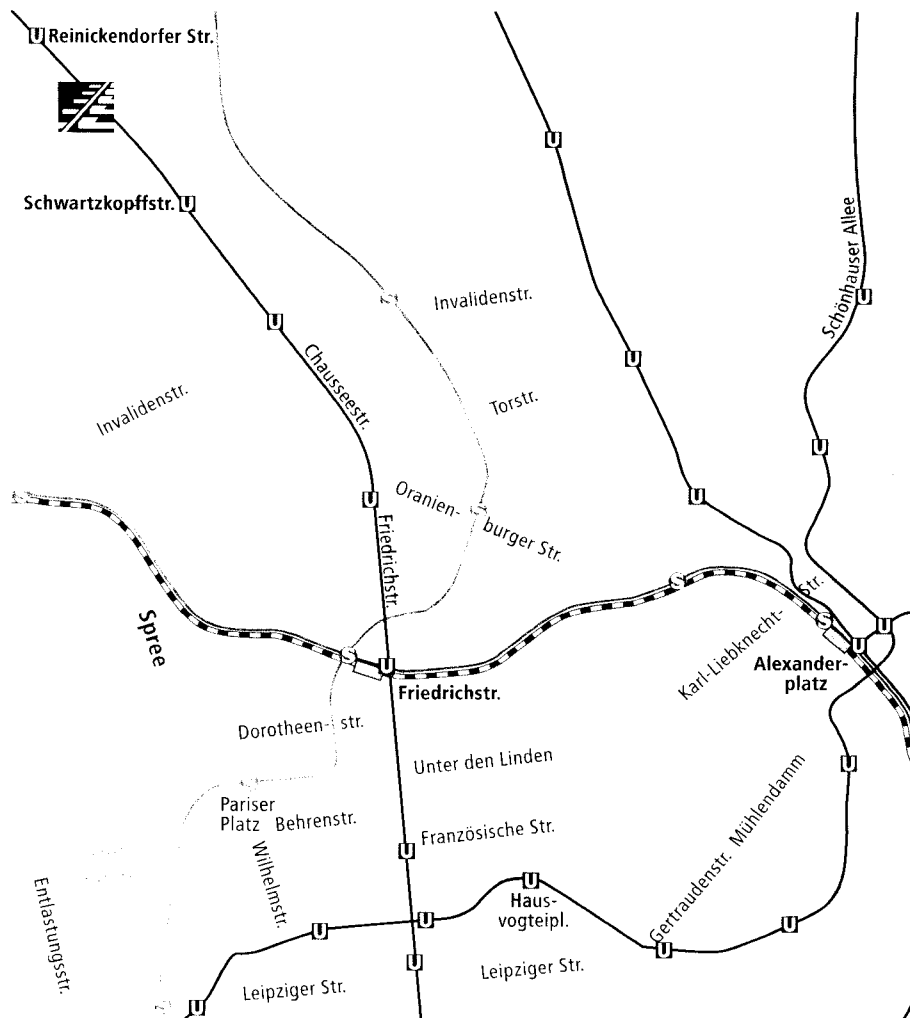 U Reinickendorfer Str.
Schwartzkopffstr. U
U
U
Schönhauser Allee
U
S
Invalidenstr.
U
Chausseestr.
U
Invalidenstr.
Torstr.
U
S
U
Oranien-
burger Str.
S
U
Friedrichstr.
S
Karl-Liebknecht-
Str.
S
U
Spree
S
U
Friedrichstr.
U
Alexander-
platz
Dorotheen-
str.
Unter den Linden
U
S
Pariser
Platz
Behrenstr.
Französische Str.
U
Gertraudenstr.
Mühlendamm
Wilhelmstr.
Entlastungsstr.
U
Haus-
vogteipl.
U
U
U
U
U
Leipziger Str.
Leipziger Str.
S
U